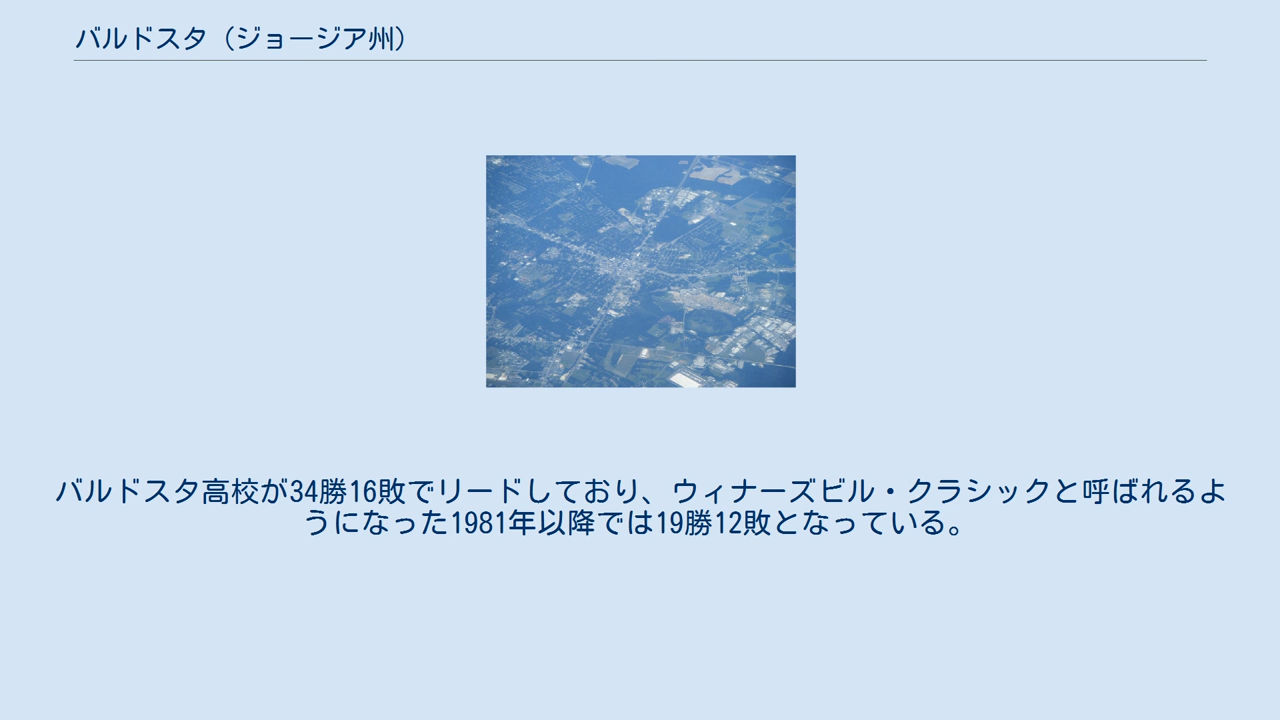 バルドスタ（ジョージア州）
バルドスタ高校が34勝16敗でリードしており、ウィナーズビル・クラシックと呼ばれるよ
うになった1981年以降では19勝12敗となっている。